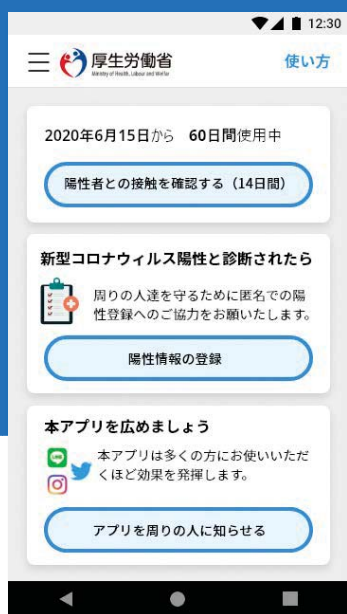 12:30
厚生労働省
Ministry of Health, Labour and Welfare
使い方
2020年6月15日から 60日間使用中
陽性者との接触を確認する（14日間）
新型コロナウィルス陽性と診断されたら
周りの人達を守るために匿名での陽
性登録へのご協力をお願いいたします。
陽性情報の登録
本アプリを広めましょう
本アプリは多くの方にお使いいただ
くほど効果を発揮します。
LINE
アプリを周りの人に知らせる